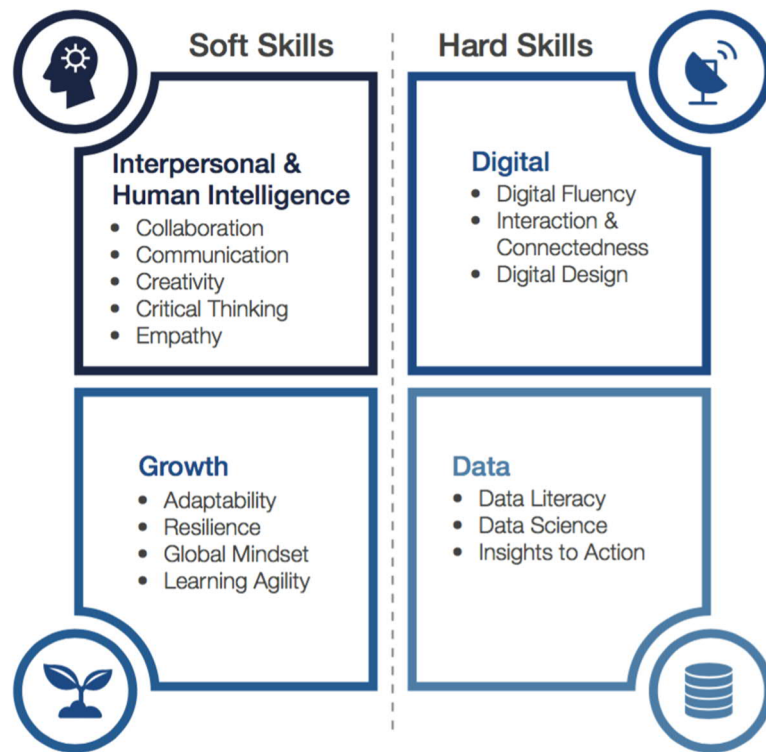 Soft Skills
Hard Skills
Interpersonal &
Human Intelligence
• Collaboration
• Communication
• Creativity
• Critical Thinking
• Empathy
Digital
• Digital Fluency
• Interaction &
Connectedness
• Digital Design
Growth
• Adaptability
• Resilience
• Global Mindset
• Learning Agility
Data
• Data Literacy
• Data Science
• Insights to Action